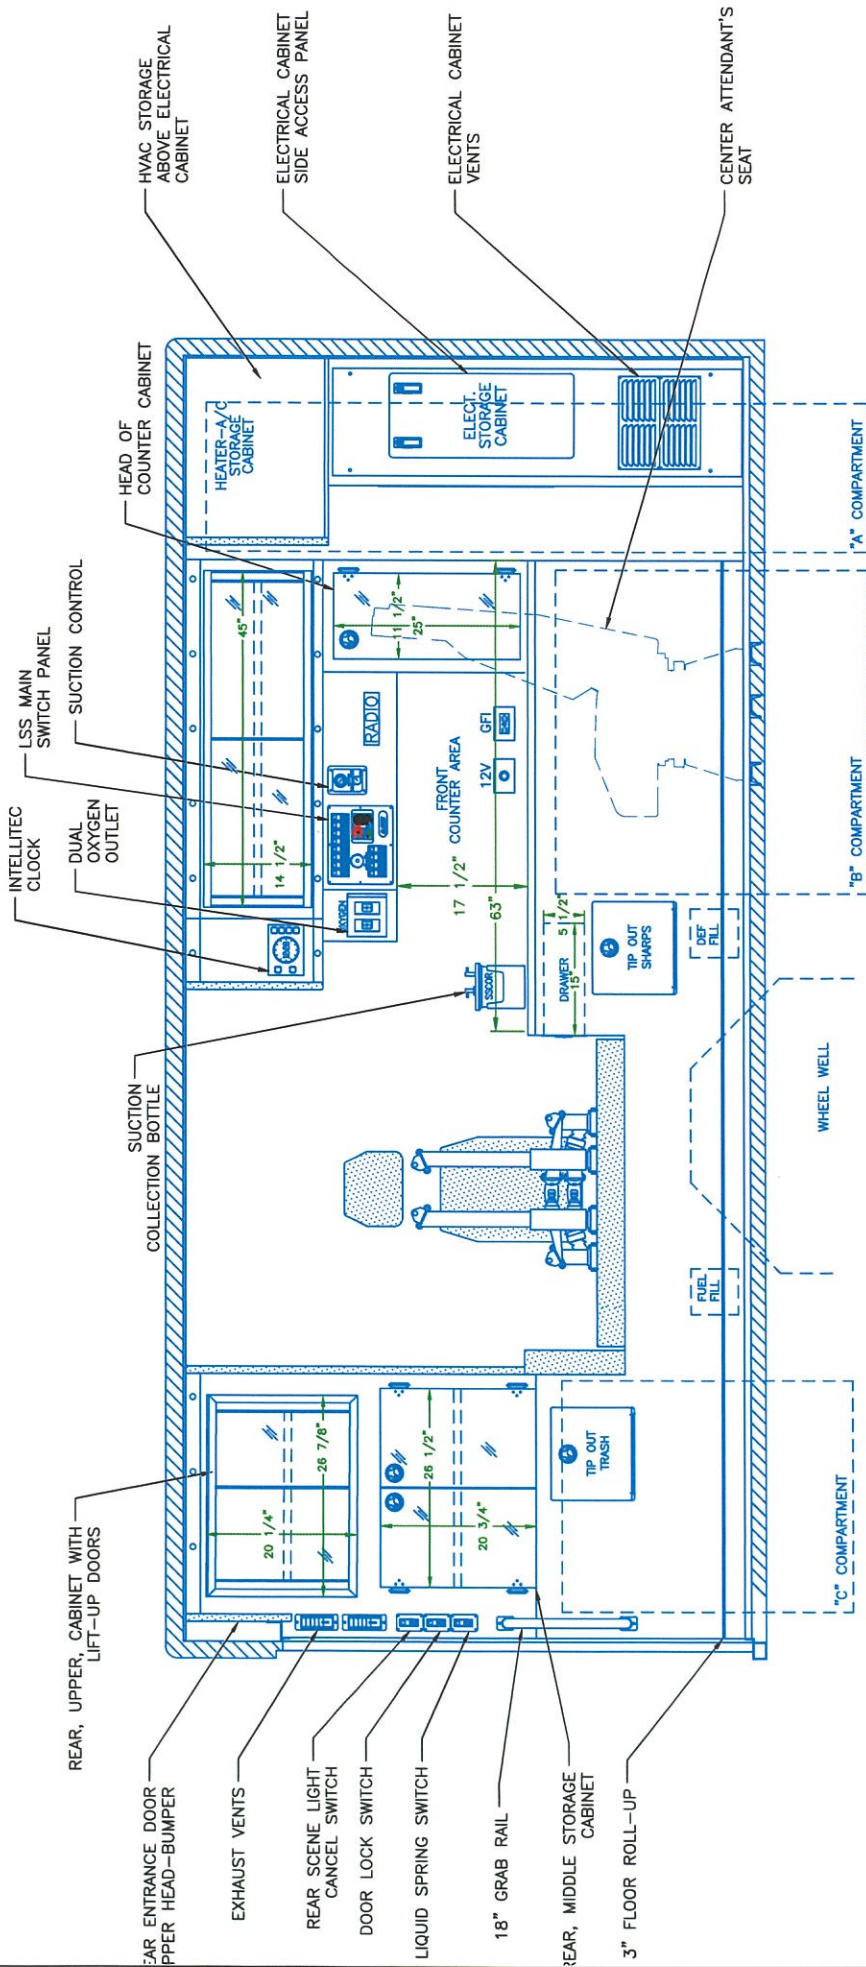 REAR, UPPER, CABINET WITH
LIFT-UP DOORS
EAR ENTRANCE DOOR
PPER HEAD-BUMPER
EXHAUST VENTS
REAR SCENE LIGHT
CANCEL SWITCH
DOOR LOCK SWITCH
LIQUID SPRING SWITCH
18" GRAB RAIL
REAR, MIDDLE STORAGE
CABINET
3" FLOOR ROLL-UP
SUCTION
COLLECTION BOTTLE
INTELLITEC
CLOCK
DUAL
OXYGEN
OUTLET
LSS MAIN
SWITCH PANEL
SUCTION CONTROL
HEAD OF
COUNTER CABINET
HVAC STORAGE
ABOVE ELECTRICAL
CABINET
ELECTRICAL CABINET
SIDE ACCESS PANEL
ELECTRICAL CABINET
VENTS
CENTER ATTENDANT'S
SEAT
20 1/4"
26 7/8"
26 1/2"
20 3/4"
TIP OUT
TRASH
"C" COMPARTMENT
FUEL
FILL
WHEEL WELL
SSCOR
DRAWER
15"
5 1/2"
TIP OUT
SHARPS
DEF
FILL
14 1/2"
45"
OXYGEN
RADIO
17 1/2"
63"
FRONT
COUNTER AREA
12V
GFI
11 1/2"
25"
"B" COMPARTMENT
HEATER-A/C
STORAGE
CABINET
ELECT.
STORAGE
CABINET
"A" COMPARTMENT